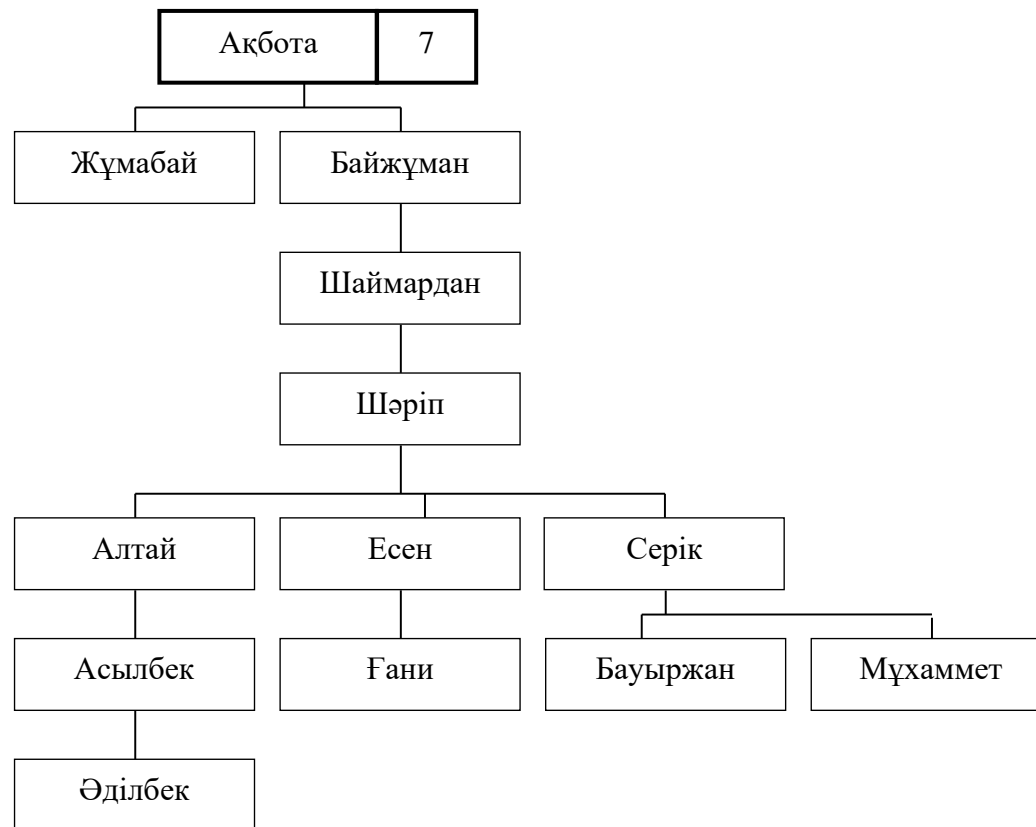 Ақбота 7
Жұмабай Байжұман
Шаймардан
Шәріп
Алтай Есен Серік
Асылбек Ғани Бауыржан Мұхаммет
Әділбек